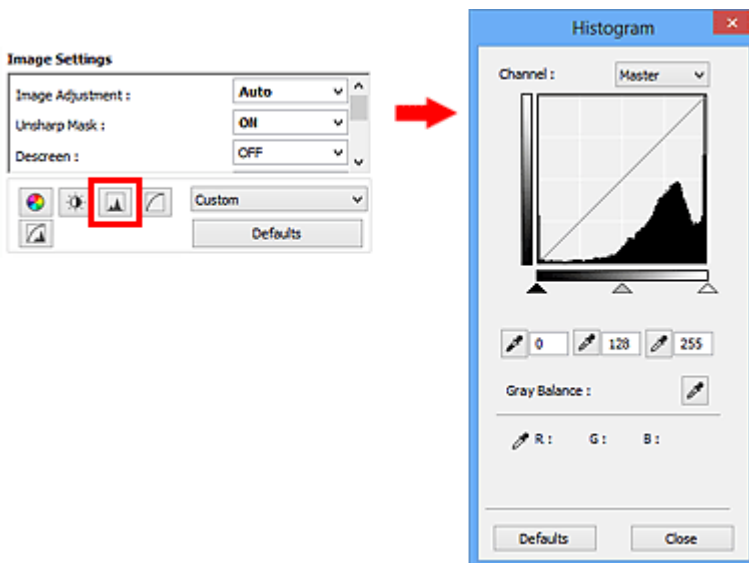 Image Settings
Image Adjustment :
Auto
Unsharp Mask :
ON
Descreen :
OFF
Custom
Defaults
Histogram
Channel :
Master
0
128
255
Gray Balance :
R :
G :
B :
Defaults
Close